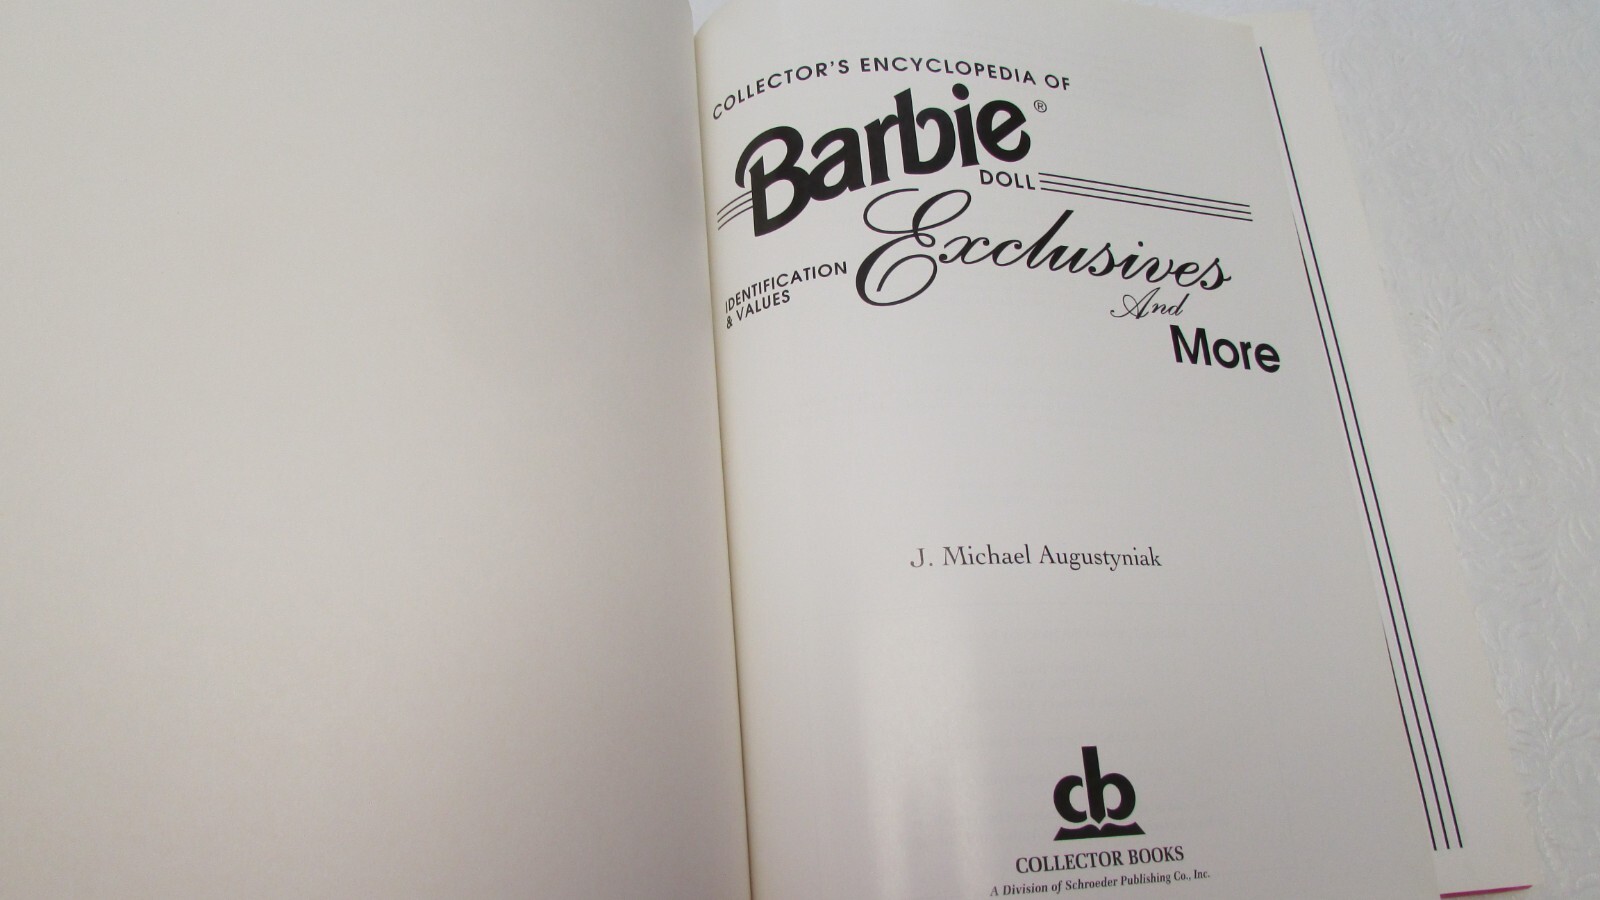 COLLECTOR'S ENCYCLOPEDIA OF
Barbie®
DOLL
Exclusives
IDENTIFICATION
& VALUES
And
More
J. Michael Augustyniak
cb
COLLECTOR BOOKS
A Division of Schroeder Publishing Co., Inc.